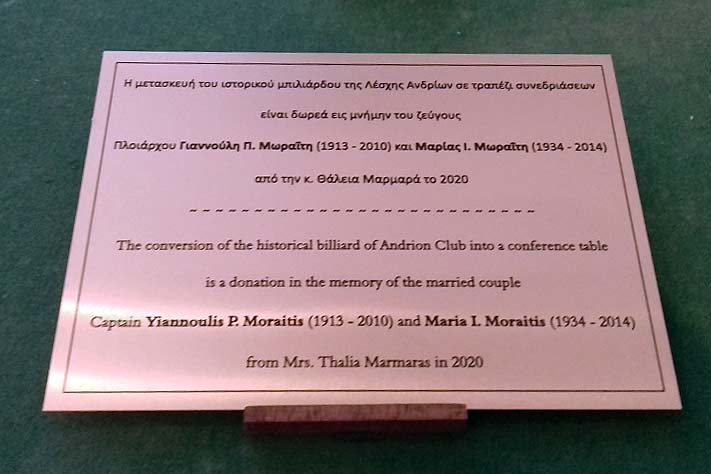 Η μετασκευή του ιστορικού μπιλιάρδου της Λέσχης Ανδρίων σε τραπέζι συνεδριάσεων
είναι δωρεά εις μνήμην του ζεύγους
Πλοιάρχου Γιαννούλη Π. Μωραΐτη (1913 - 2010) και Μαρίας Ι. Μωραΐτη (1934 - 2014)
από την κ. Θάλεια Μαρμαρά το 2020
~ ~ ~ ~ ~ ~ ~ ~ ~ ~ ~ ~ ~ ~ ~ ~ ~ ~ ~ ~ ~ ~ ~ ~ ~ ~ ~
The conversion of the historical billiard of Andrion Club into a conference table
is a donation in the memory of the married couple
Captain Yiannoulis P. Moraitis (1913 - 2010) and Maria I. Moraitis (1934 - 2014)
from Mrs. Thalia Marmaras in 2020